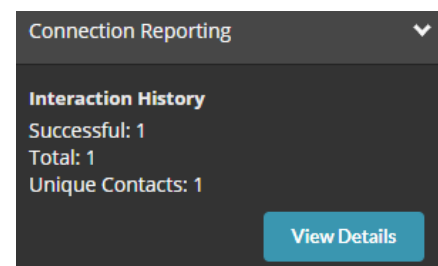 Connection Reporting
Interaction History
Successful: 1
Total: 1
Unique Contacts: 1
View Details